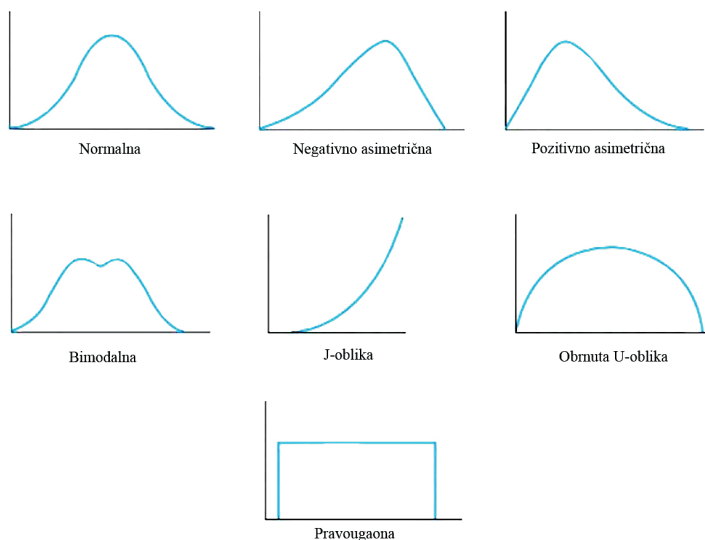 Normalna
Negativno asimetrična
Pozitivno asimetrična
Bimodalna
J-oblika
Obrnuta U-oblika
Pravougaona